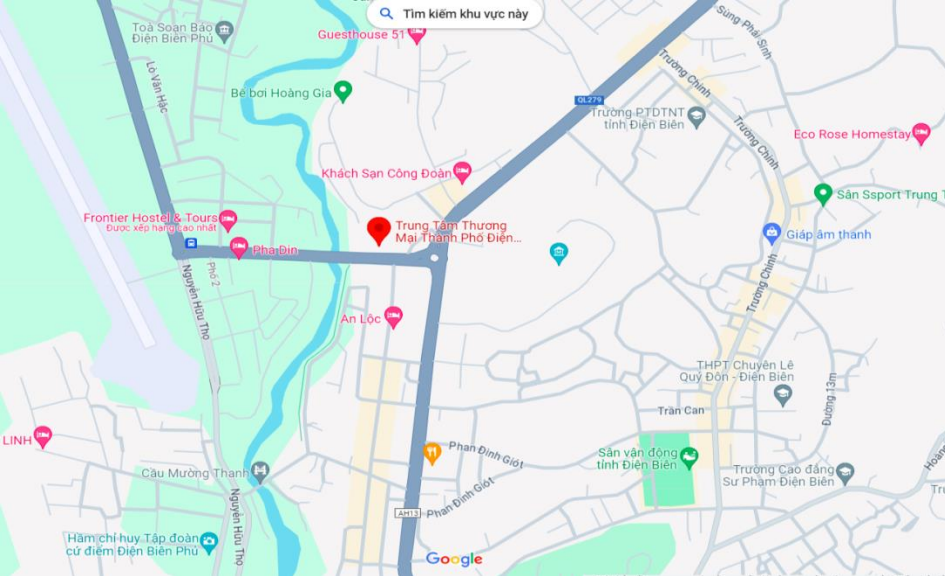 Tìm kiếm khu vực này
Toà Soạn Báo
Điện Biên Phủ
Guesthouse 51
Sùng Phái Sinh
Lò Văn Hặc
Bể bơi Hoàng Gia
QL279
Trường Chinh
Trường PTDTNT
tỉnh Điện Biên
Trường Chinh
Eco Rose Homestay
Khách Sạn Công Đoàn
Sân Ssport Trung T
Frontier Hostel & Tours
Được xếp hạng cao nhất
Trung Tâm Thương
Mại Thành Phố Điện...
Giáp âm thanh
Pha Đin
Phố 2
Nguyễn Hữu Thọ
Trường Chinh
An Lộc
THPT Chuyên Lê
Quý Đôn - Điện Biên
Đường 13m
Trần Can
LINH
Phan Đình Giót
Sân vận động
tỉnh Điện Biên
Hoàng
Cầu Mường Thanh
Trường Cao đẳng
Sư Phạm Điện Biên
Phan Đình Giót
Trư
AH13
Nguyễn Hữu Thọ
Hầm chỉ huy Tập đoàn
cứ điểm Điện Biên Phủ
Google